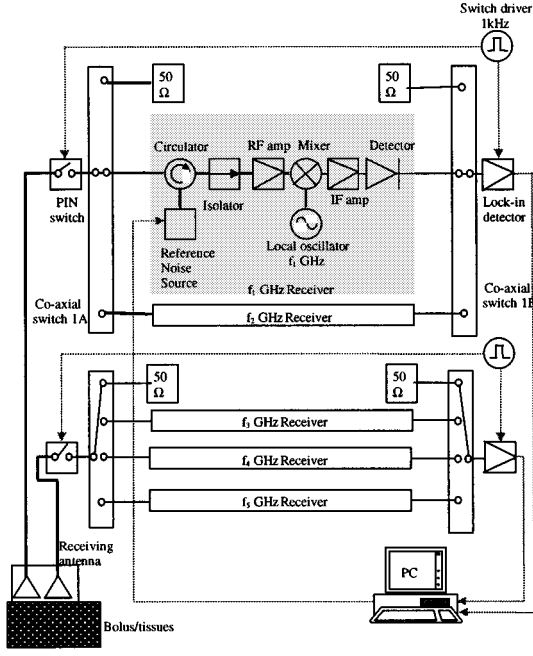 Switch driver
1kHz
50
Ω
50
Ω
Circulator
RF amp
Mixer
Detector
PIN
switch
Isolator
IF amp
Lock-in
detector
Local oscillator
f₁ GHz
Reference
Noise
Source
f₁ GHz Receiver
Co-axial
switch 1A
Co-axial
switch 1B
f₂ GHz Receiver
50
Ω
50
Ω
f₃ GHz Receiver
f₄ GHz Receiver
f₅ GHz Receiver
Receiving
antenna
PC
Bolus/tissues